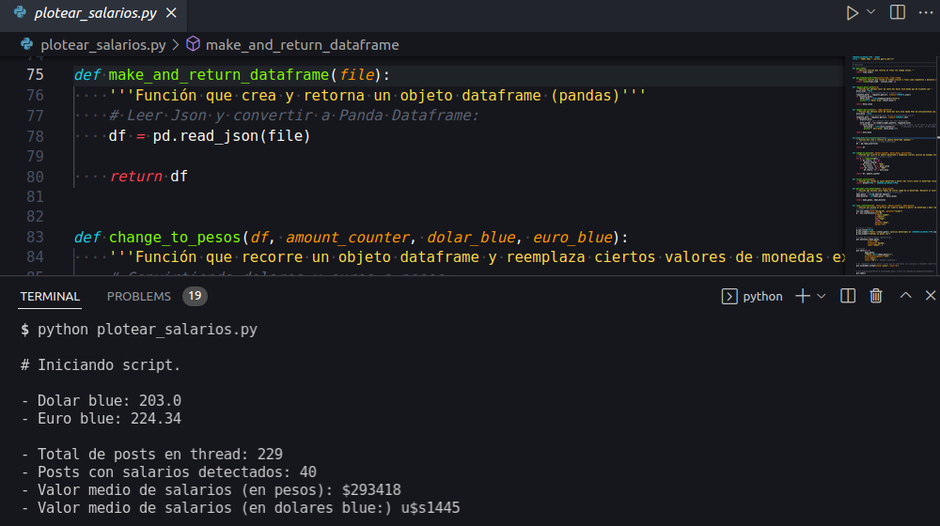 plotear_salarios.py
plotear_salarios.py > make_and_return_dataframe
75 def make_and_return_dataframe(file):
76 '''Función que crea y retorna un objeto dataframe (pandas)'''
77 # Leer Json y convertir a Panda Dataframe:
78 df = pd.read_json(file)
79
80 return df
81
82
83 def change_to_pesos(df, amount_counter, dolar_blue, euro_blue):
84 '''Función que recorre un objeto dataframe y reemplaza ciertos valores de monedas ex
TERMINAL PROBLEMS 19 python
$ python plotear_salarios.py
# Iniciando script.
- Dolar blue: 203.0
- Euro blue: 224.34
- Total de posts en thread: 229
- Posts con salarios detectados: 40
- Valor medio de salarios (en pesos): $293418
- Valor medio de salarios (en dolares blue:) u$s1445